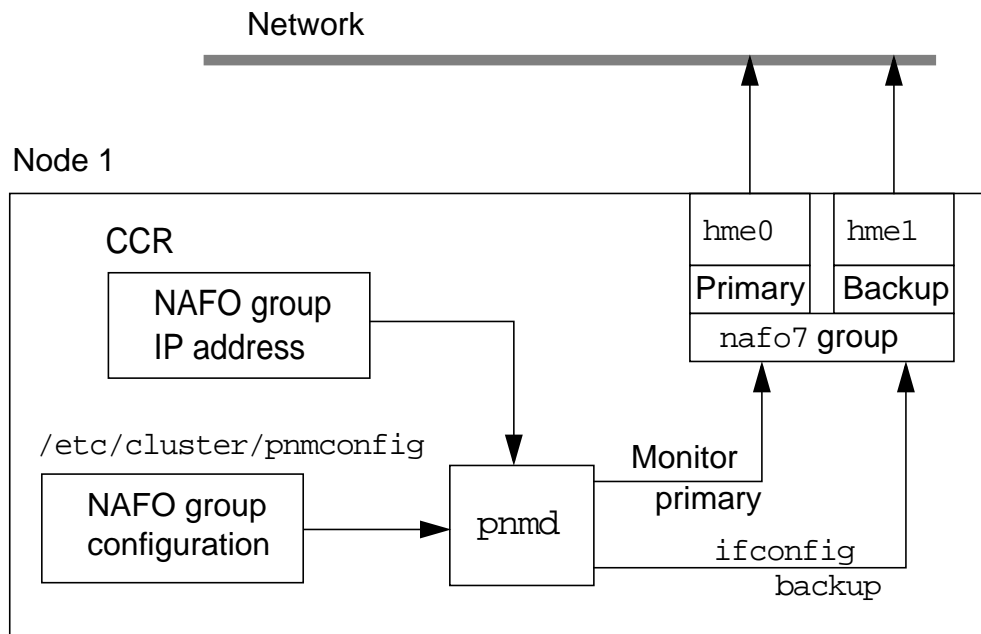 Network
Node 1
hme0
hme1
CCR
Primary
Backup
NAFO group
IP address
nafo7 group
/etc/cluster/pnmconfig
Monitor
primary
NAFO group
configuration
pnmd
ifconfig
backup